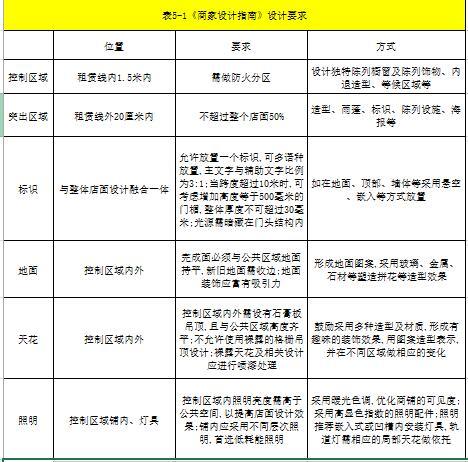 表5-1《商家设计指南》设计要求
位置
要求
方式
控制区域
租赁线内1.5米内
需做防火分区
设计独特陈列橱窗及陈列饰物、内
退造型、等候区域等
突出区域
租赁线外20厘米内
不超过整个店面50%
造型、雨蓬、标识、陈列设施、海
报等
标识
与整体店面设计融合一体
允许放置一个标识,可多语种
放置,主文字与辅助文字比例
为3:1;当跨度超过10米时,可
考虑增加高度等于500毫米的
门楣,整体厚度不可超过30毫
米;光源需暗藏在门头结构内
如在地面、顶部、墙体等采用悬空
、嵌入等方式放置
地面
控制区域内外
完成面必须与公共区域地面
持平,新旧地面需收边;地面
装饰应富有吸引力
形成地面图案,采用玻璃、金属、
石材等塑造拼花等造型效果
天花
控制区域内外
控制区域内外需设有石膏板
吊顶,且与公共区域高度齐
平;不允许使用裸露的格栅吊
顶设计;裸露天花及相关设计
应进行喷漆处理
鼓励采用多种造型及材质,形成有
趣味的装饰效果,用图案造型表示,
并在不同区域做相应的变化
照明
控制区域铺内、灯具
控制区域内照明亮度需高于
公共空间,以提高店面设计效
果;铺内应采用不同层次照
明,首选低耗能照明
采用暖光色调,优化商铺的可见度;
采用高显色指数的照明配件;照明
推荐嵌入式或凹槽内安装灯具,轨
道灯需相应的局部天花做依托